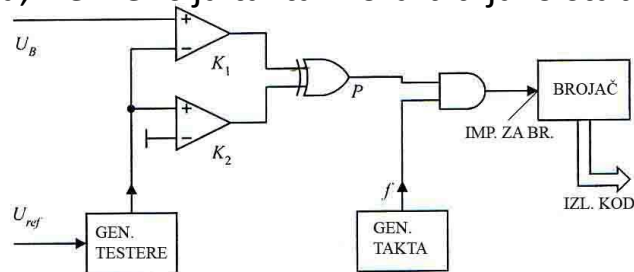 U_B
+
−
K_1
+
−
K_2
P
BROJAČ
IMP. ZA BR.
IZL. KOD
U_ref
GEN.
TESTERE
f
GEN.
TAKTA